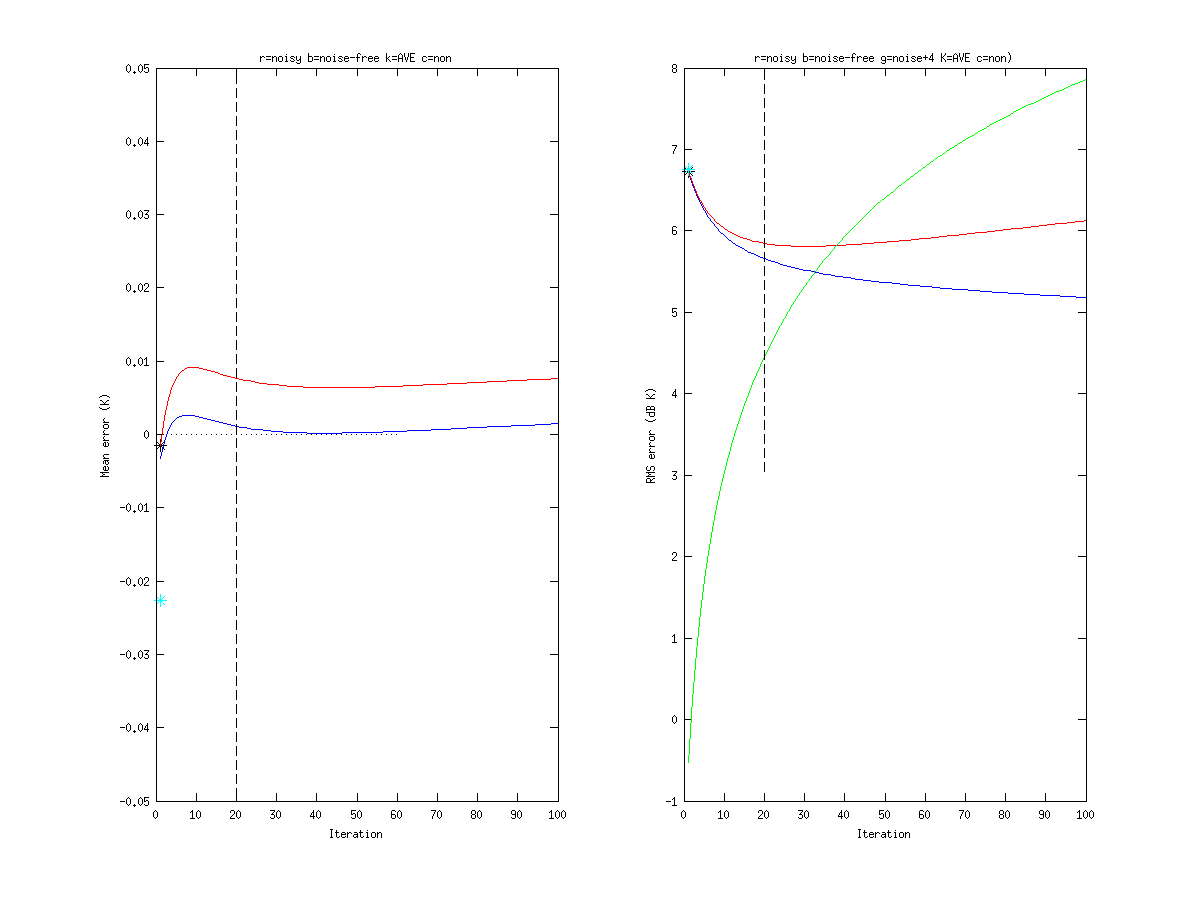 r=noisy b=noise-free k=AVE c=non
0.05
0.04
0.03
0.02
0.01
0
-0.01
-0.02
-0.03
-0.04
-0.05
Mean error (K)
0 10 20 30 40 50 60 70 80 90 100
Iteration
r=noisy b=noise-free g=noise+4 K=AVE c=non)
8
7
6
5
4
3
2
1
0
-1
RMS error (dB K)
0 10 20 30 40 50 60 70 80 90 100
Iteration